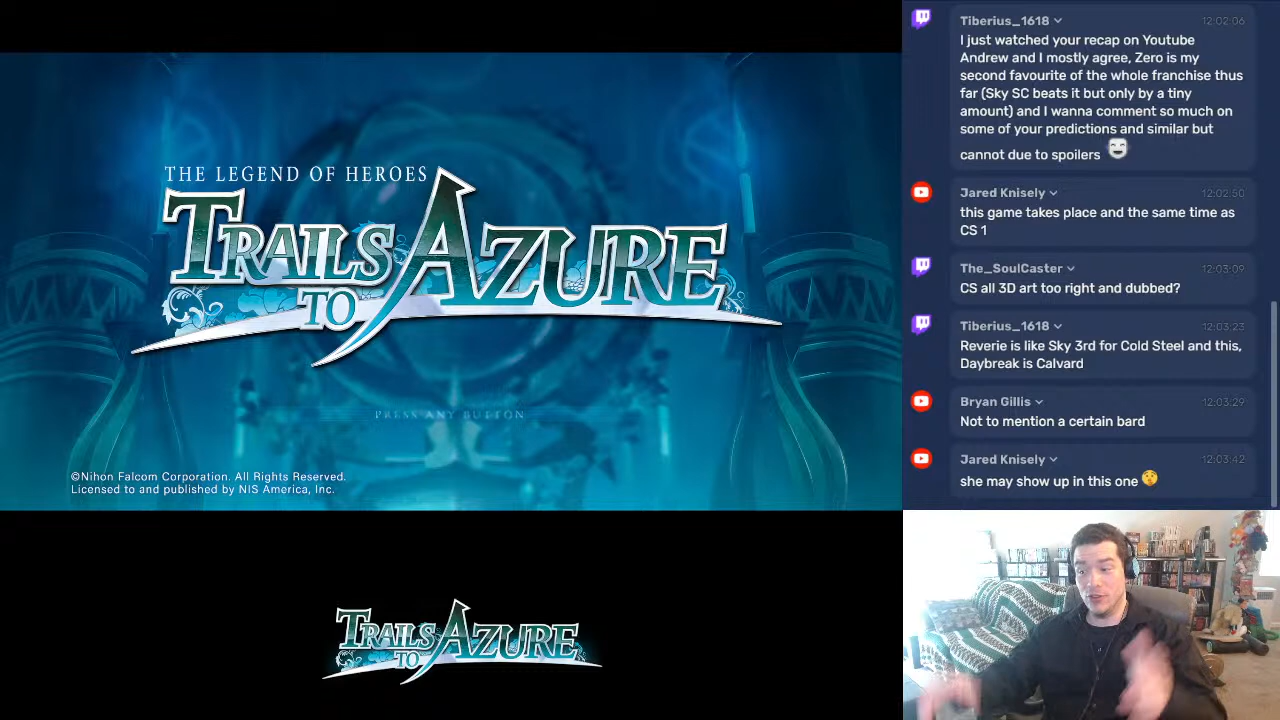 THE LEGEND OF HEROES
TRAILS
TO
AZURE
PRESS ANY BUTTON
©Nihon Falcom Corporation. All Rights Reserved.
Licensed to and published by NIS America, Inc.
TRAILS
TO
AZURE
Tiberius_1618
12:02:06
I just watched your recap on Youtube
Andrew and I mostly agree, Zero is my
second favourite of the whole franchise thus
far (Sky SC beats it but only by a tiny
amount) and I wanna comment so much on
some of your predictions and similar but
cannot due to spoilers
Jared Knisely
12:02:50
this game takes place and the same time as
CS 1
The_SoulCaster
12:03:09
CS all 3D art too right and dubbed?
Tiberius_1618
12:03:23
Reverie is like Sky 3rd for Cold Steel and this,
Daybreak is Calvard
Bryan Gillis
12:03:29
Not to mention a certain bard
Jared Knisely
12:03:42
she may show up in this one